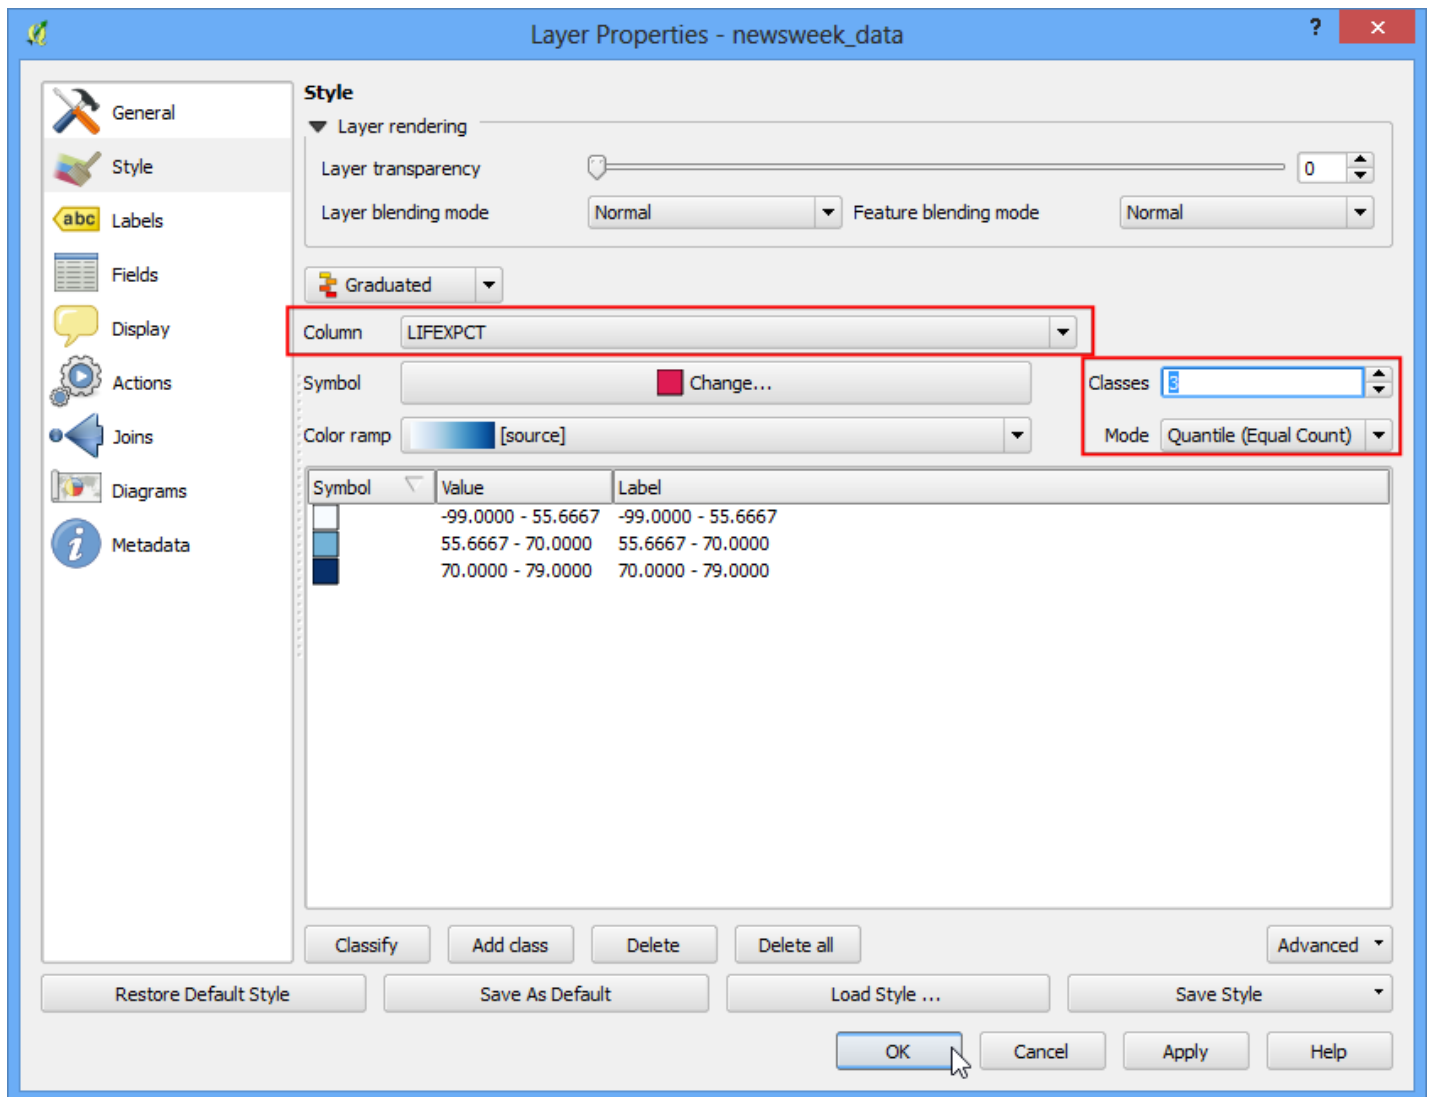 Layer Properties - newsweek_data ?
General
Style
abc Labels
Fields
Display
Actions
Joins
Diagrams
i Metadata
Style
Layer rendering
Layer transparency 0
Layer blending mode Normal Feature blending mode Normal
Graduated
Column LIFEXPCT
Symbol Change... Classes 3
Color ramp [source] Mode Quantile (Equal Count)
Symbol Value Label
-99.0000 - 55.6667 -99.0000 - 55.6667
55.6667 - 70.0000 55.6667 - 70.0000
70.0000 - 79.0000 70.0000 - 79.0000
Classify Add class Delete Delete all Advanced
Restore Default Style Save As Default Load Style ... Save Style
OK Cancel Apply Help